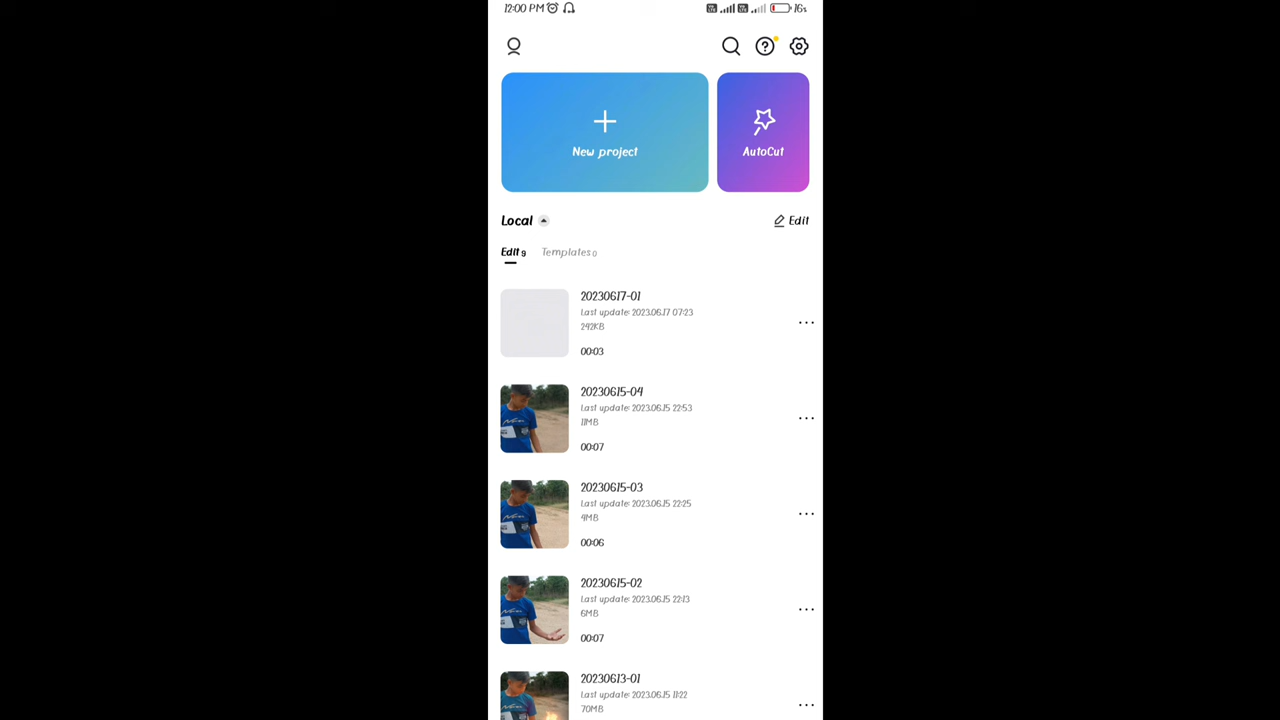 12:00 PM 16%
New project
AutoCut
Local
Edit
Edit 9
Templates 0
20230617-01
Last update: 2023.06.17 07:23
292KB
00:03
20230615-04
Last update: 2023.06.15 22:53
11MB
00:07
20230615-03
Last update: 2023.06.15 22:25
4MB
00:06
20230615-02
Last update: 2023.06.15 22:13
6MB
00:07
20230613-01
Last update: 2023.06.15 11:22
70MB